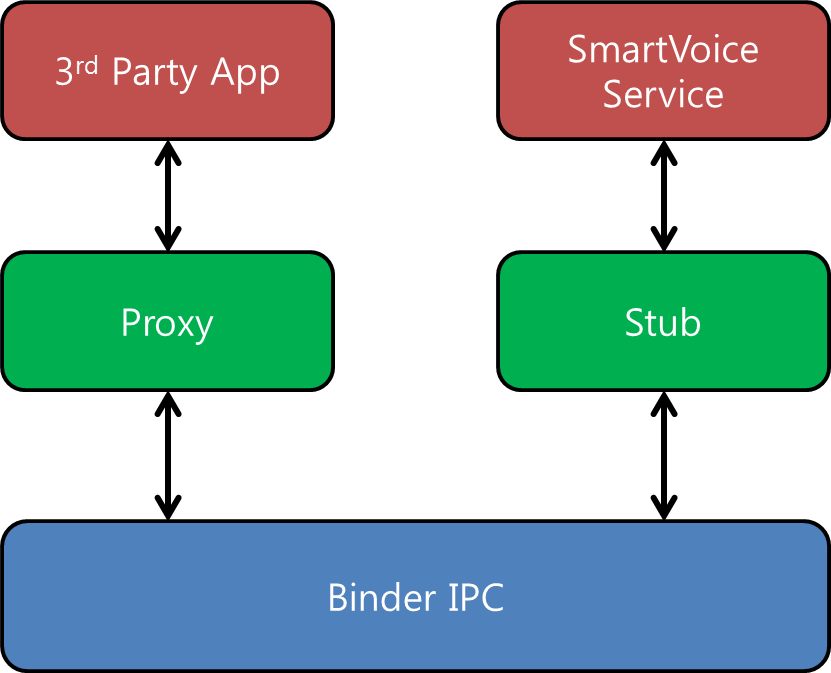 3rd Party App
SmartVoice
Service
Proxy
Stub
Binder IPC